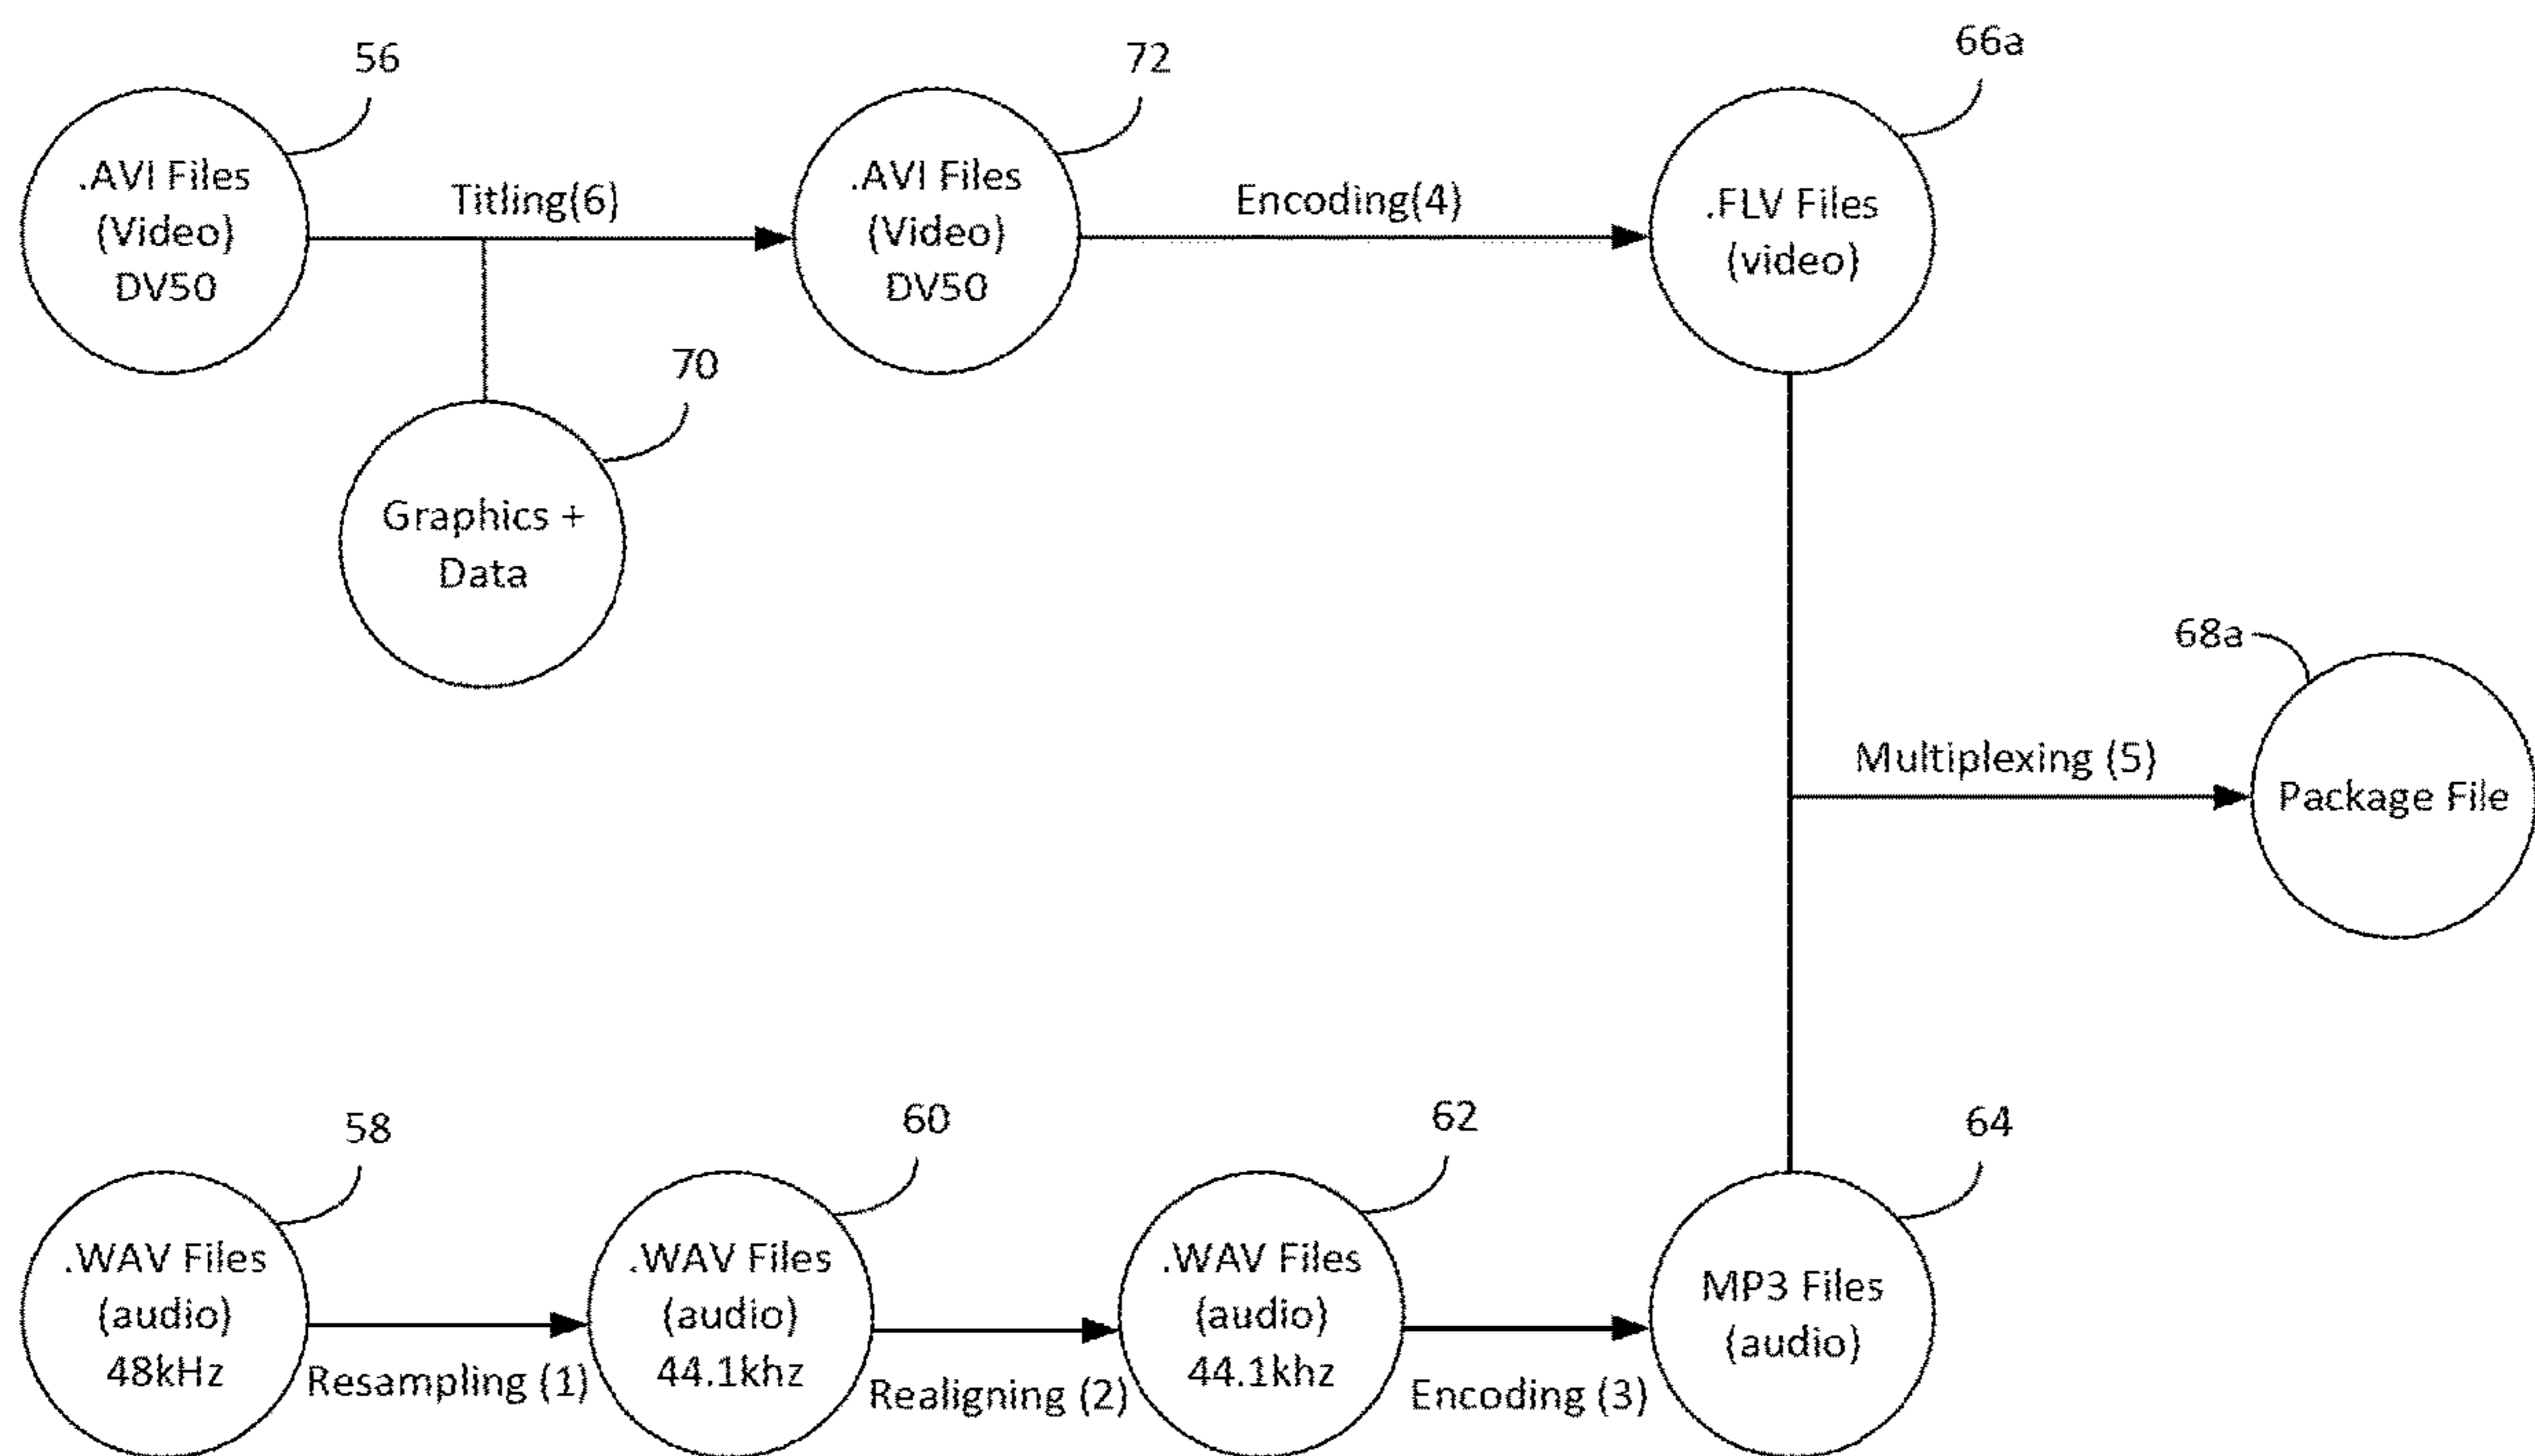 56
72
66a
.AVI Files
(Video)
DV50
Titling(6)
.AVI Files
(Video)
DV50
Encoding(4)
.FLV Files
(video)
70
Graphics +
Data
68a
Multiplexing (5)
Package File
58
60
62
64
.WAV Files
(audio)
48kHz
Resampling (1)
.WAV Files
(audio)
44.1khz
Realigning (2)
.WAV Files
(audio)
44.1khz
Encoding (3)
MP3 Files
(audio)